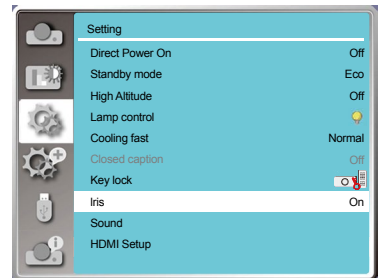 Setting
Direct Power On Off
Standby mode Eco
High Altitude Off
Lamp control
Cooling fast Normal
Closed caption Off
Key lock
Iris On
Sound
HDMI Setup